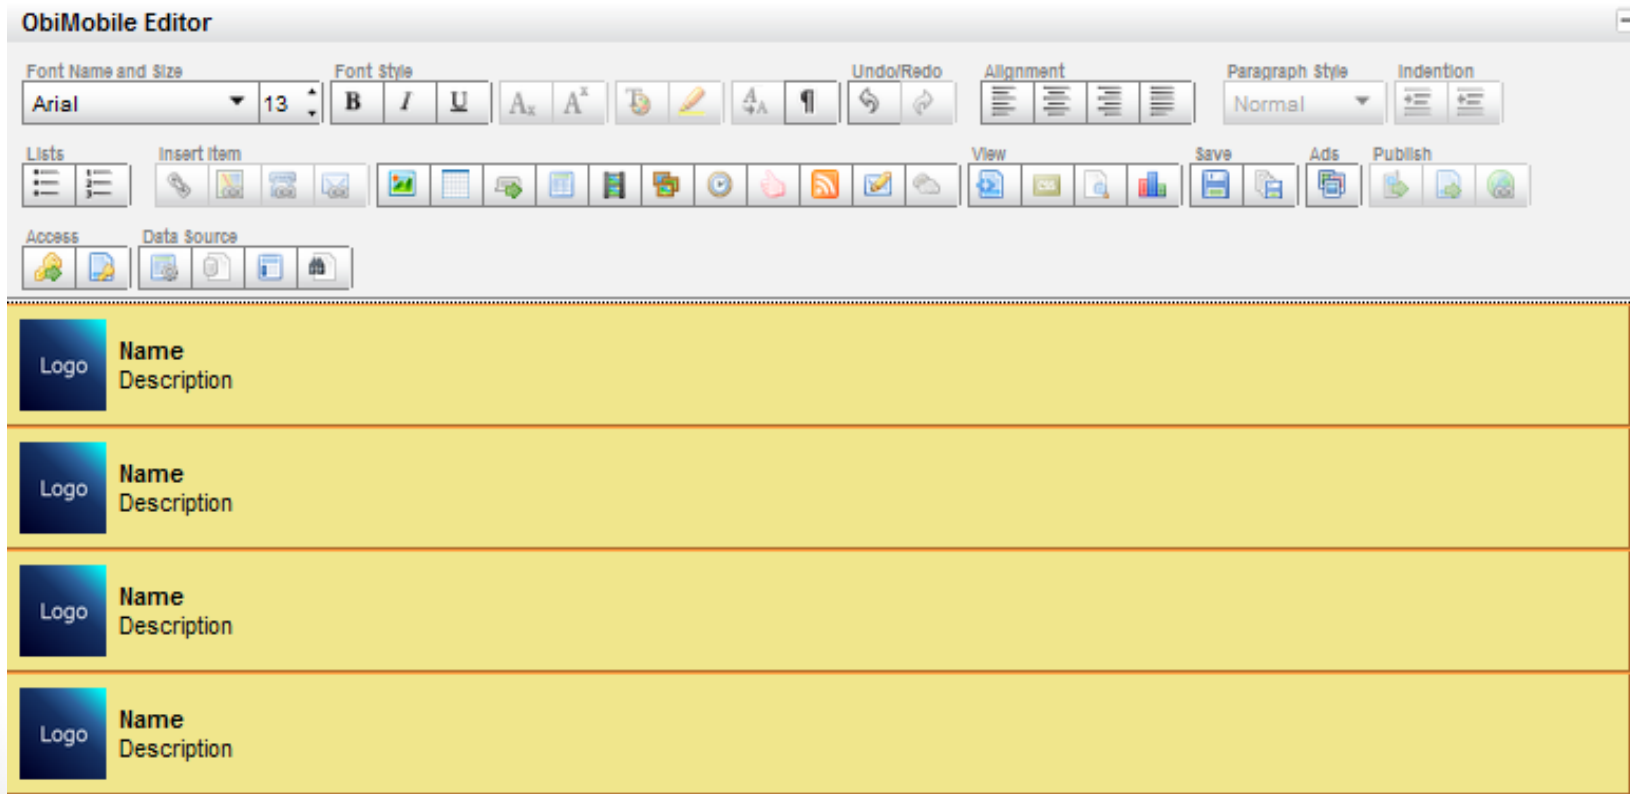 ObiMobile Editor
Font Name and Size Font Style Undo/Redo Alignment Paragraph Style Indention
Arial 13 B I U Normal
Lists Insert Item View Save Ads Publish
CSS
Access Data Source
Logo
Name
Description
Logo
Name
Description
Logo
Name
Description
Logo
Name
Description